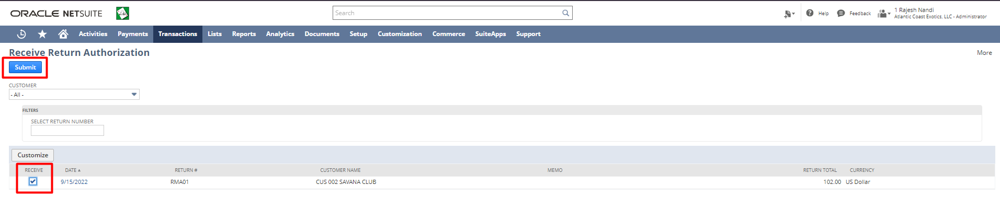 ORACLE NETSUITE
Search
Help
Feedback
1 Rajesh Nandi
Atlantic Coast Exotics, LLC - Administrator
Activities Payments Transactions Lists Reports Analytics Documents Setup Customization Commerce SuiteApps Support
Receive Return Authorization
More
Submit
CUSTOMER
- All -
FILTERS
SELECT RETURN NUMBER
Customize
RECEIVE DATE RETURN # CUSTOMER NAME MEMO RETURN TOTAL CURRENCY
9/15/2022 RMA01 CUS 002 SAVANA CLUB 102.00 US Dollar